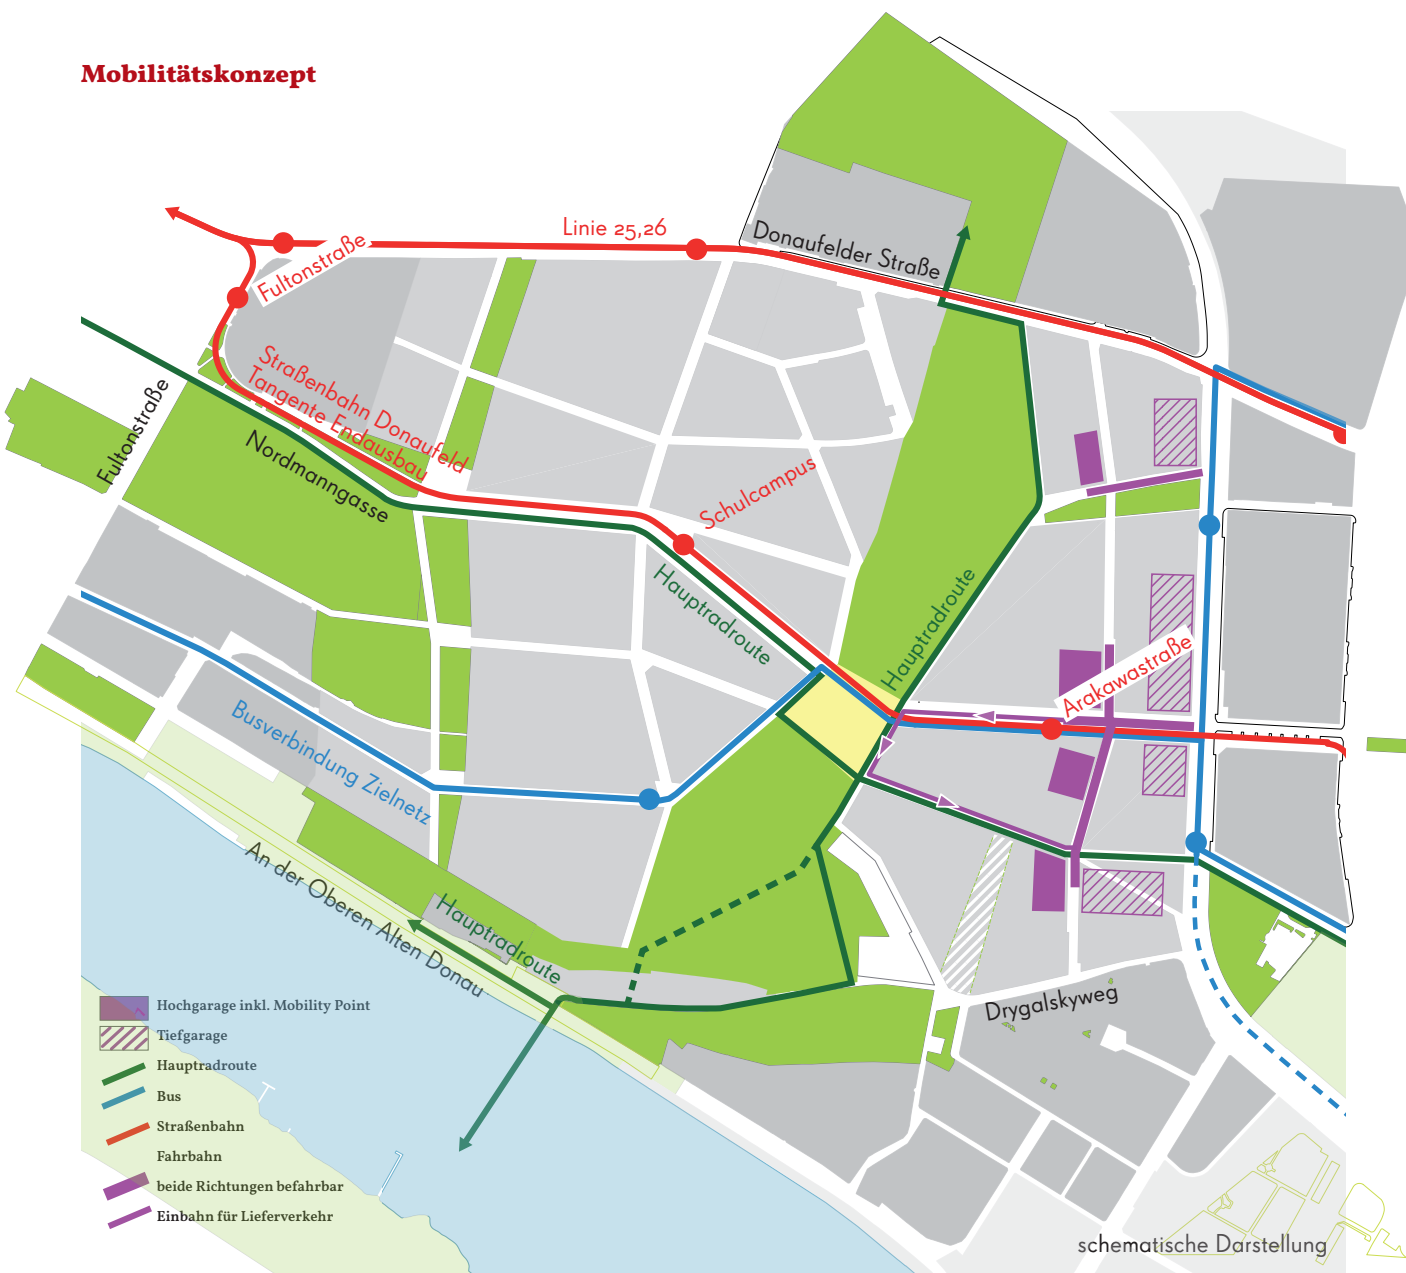 Mobilitätskonzept
Linie 25,26
Donaufelder Straße
Fultonstraße
Straßenbahn Donaufeld
Tangente Endausbau
Fultonstraße
Nordmanngasse
Schulcampus
Hauptradroute
Hauptradroute
Arakawastraße
Busverbindung Zielnetz
An der Oberen Alten Donau
Hauptradroute
Drygalskyweg
Hochgarage inkl. Mobility Point
Tiefgarage
Hauptradroute
Bus
Straßenbahn
Fahrbahn
beide Richtungen befahrbar
Einbahn für Lieferverkehr
schematische Darstellung